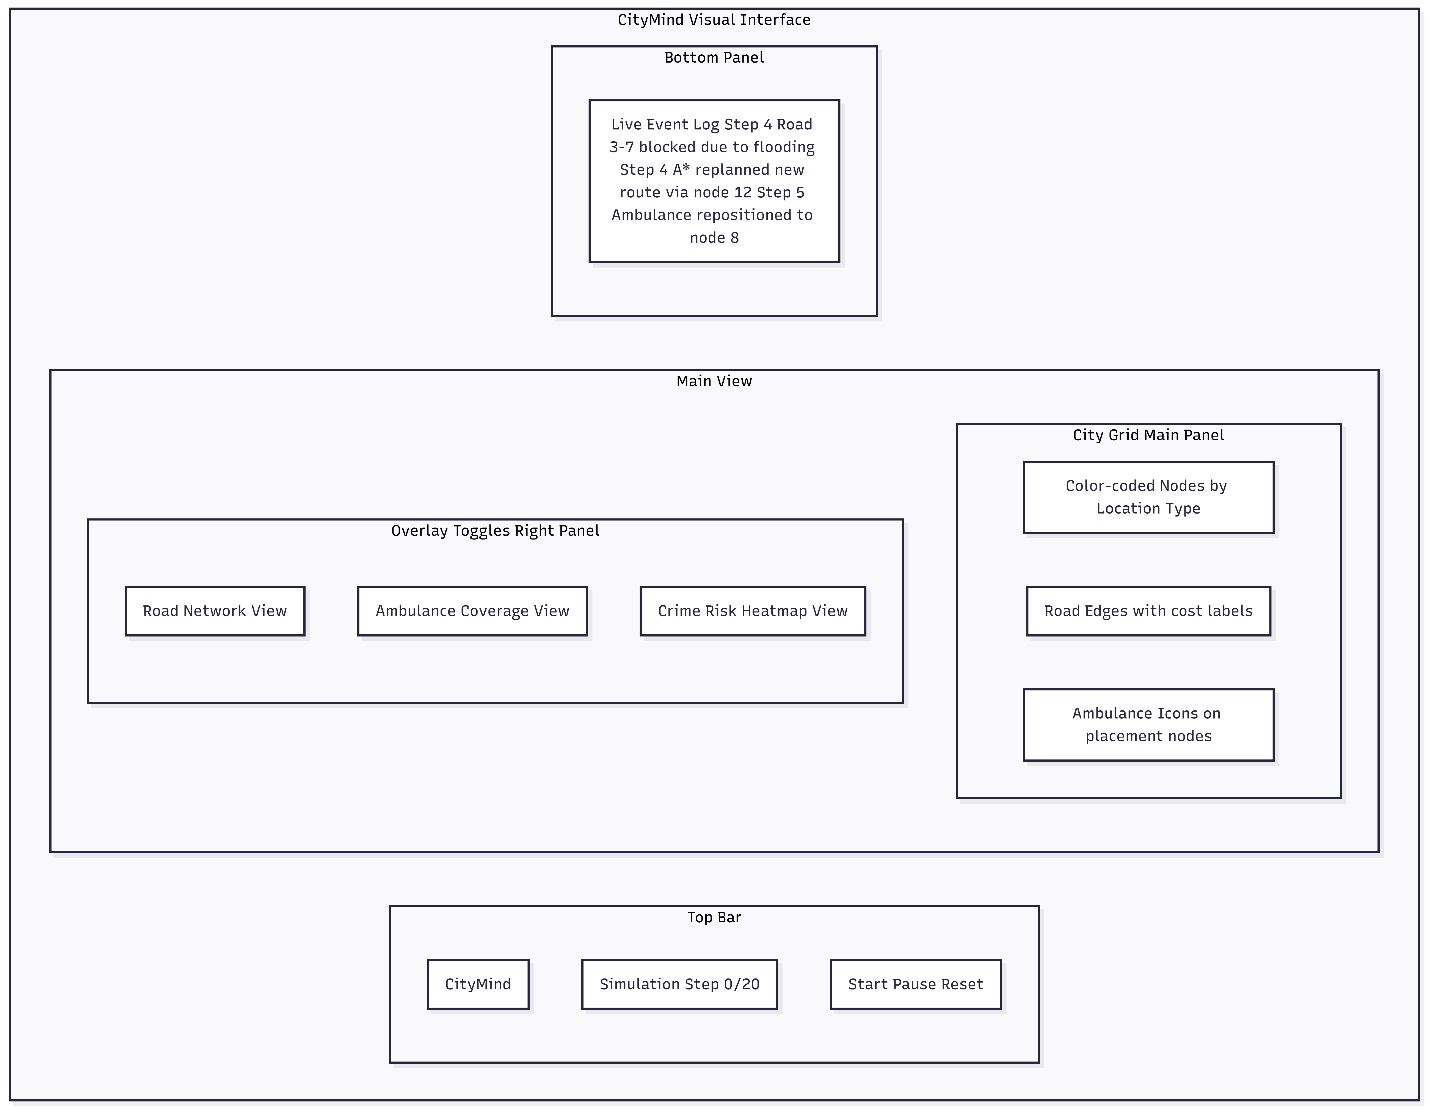 CityMind Visual Interface
Bottom Panel
Live Event Log Step 4 Road
3-7 blocked due to flooding
Step 4 A* replanned new
route via node 12 Step 5
Ambulance repositioned to
node 8
Main View
City Grid Main Panel
Color-coded Nodes by
Location Type
Overlay Toggles Right Panel
Road Network View
Ambulance Coverage View
Crime Risk Heatmap View
Road Edges with cost labels
Ambulance Icons on
placement nodes
Top Bar
CityMind
Simulation Step 0/20
Start Pause Reset